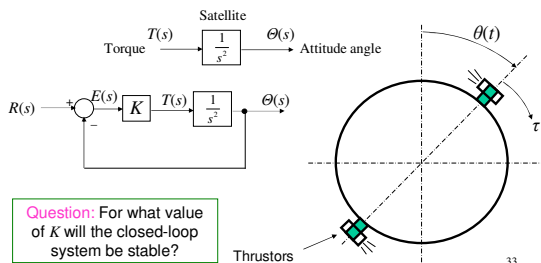 Satellite
Torque T(s) 1/s² Θ(s) Attitude angle
R(s) + − E(s) K T(s) 1/s² Θ(s)
θ(t)
τ
Question: For what value
of K will the closed-loop
system be stable?
Thrustors
33